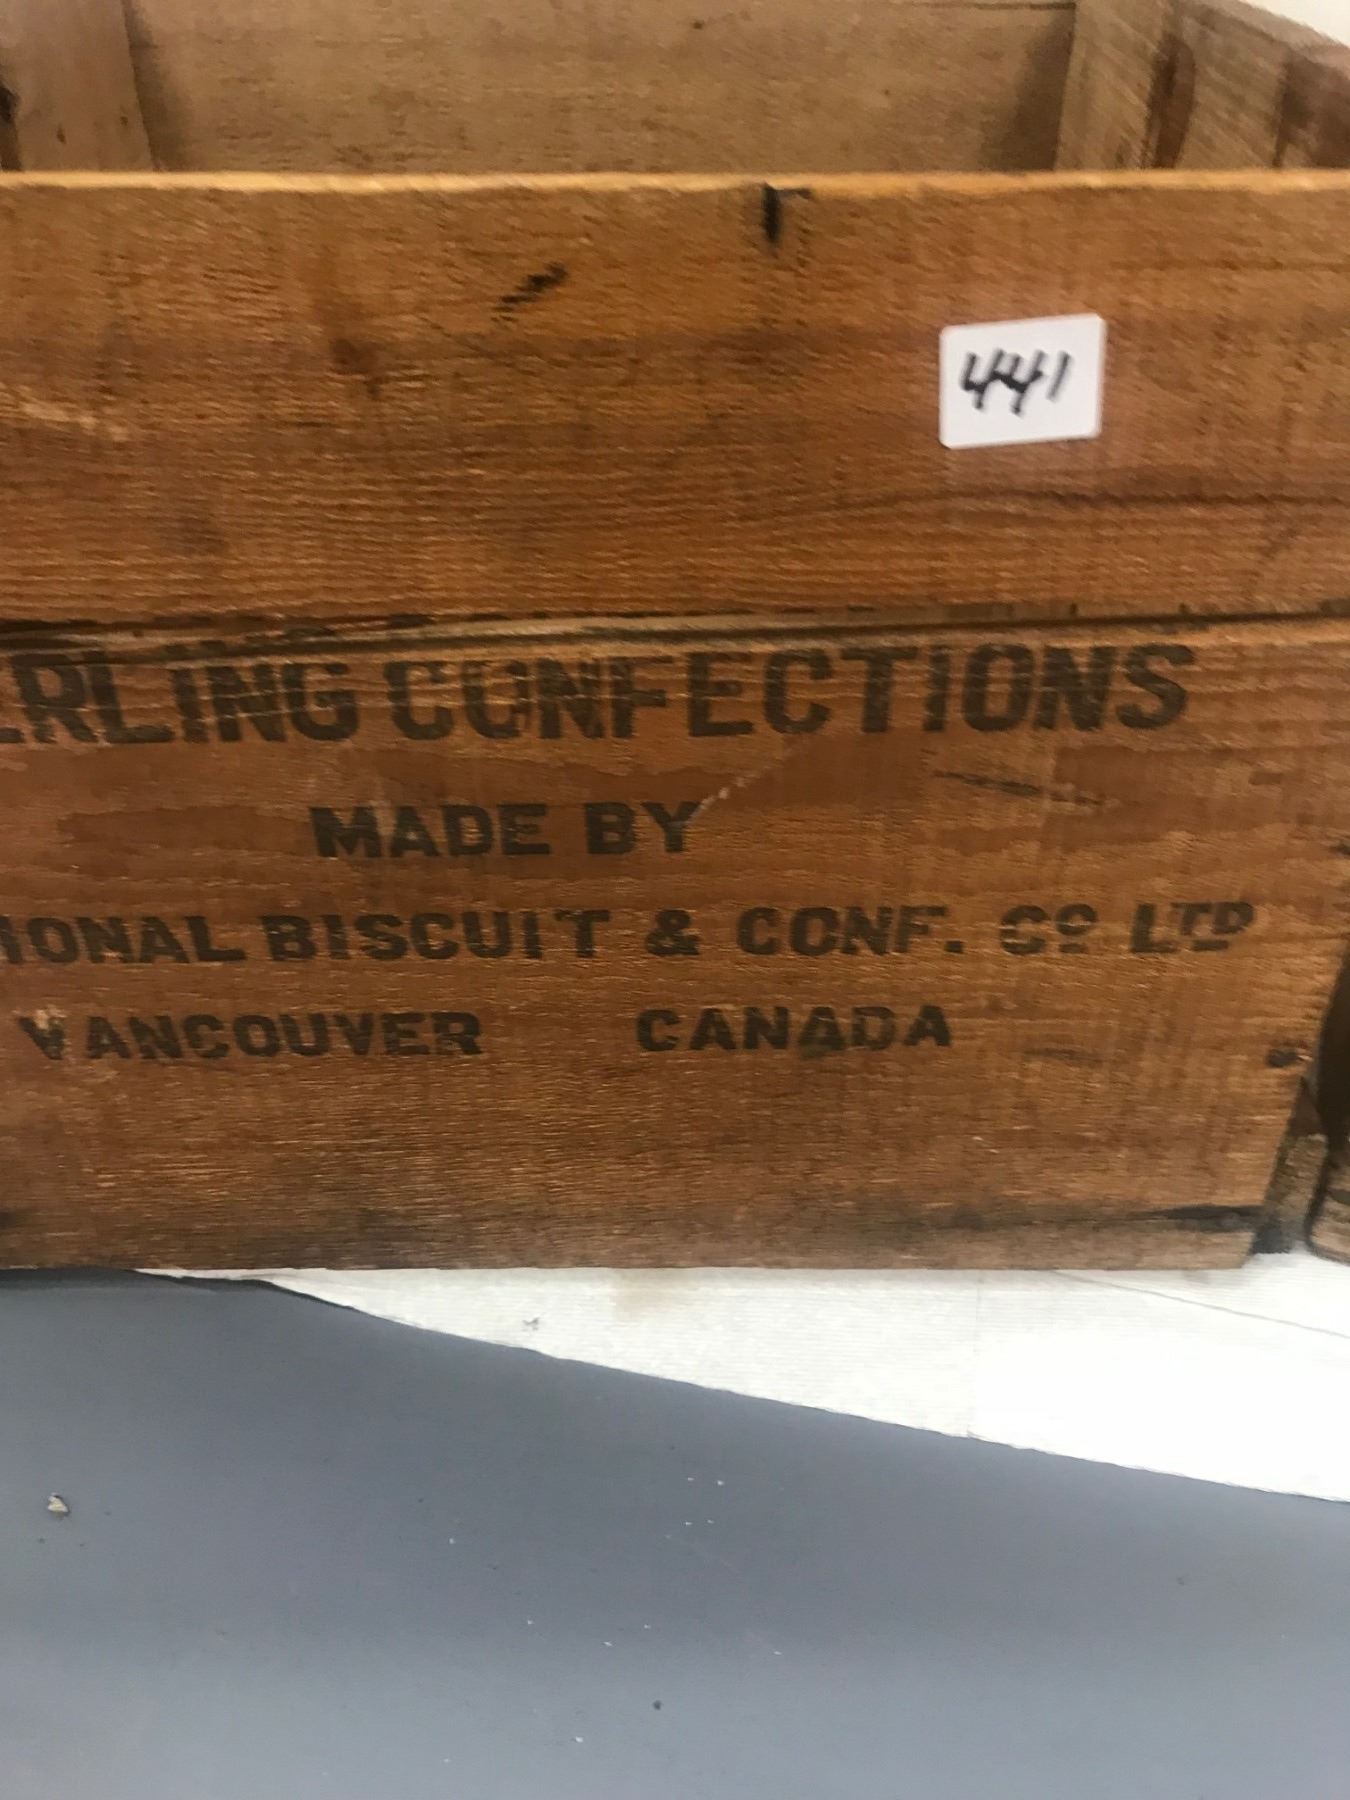 441
ERLING CONFECTIONS
MADE BY
IONAL BISCUIT & CONF. Cº LTD
VANCOUVER CANADA